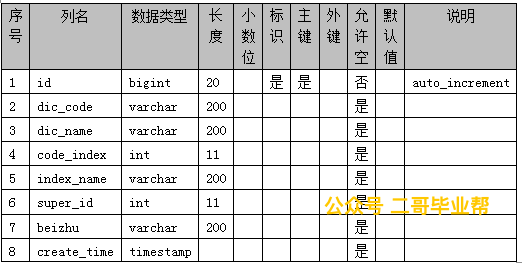 序号 列名 数据类型 长度 小数位 标识 主键 外键 允许空 默认值 说明
1 id bigint 20 是 是 否 auto_increment
2 dic_code varchar 200 是
3 dic_name varchar 200 是
4 code_index int 11 是
5 index_name varchar 200 是
6 super_id int 11 是
公众号 二哥毕业帮
7 beizhu varchar 200 是
8 create_time timestamp 是